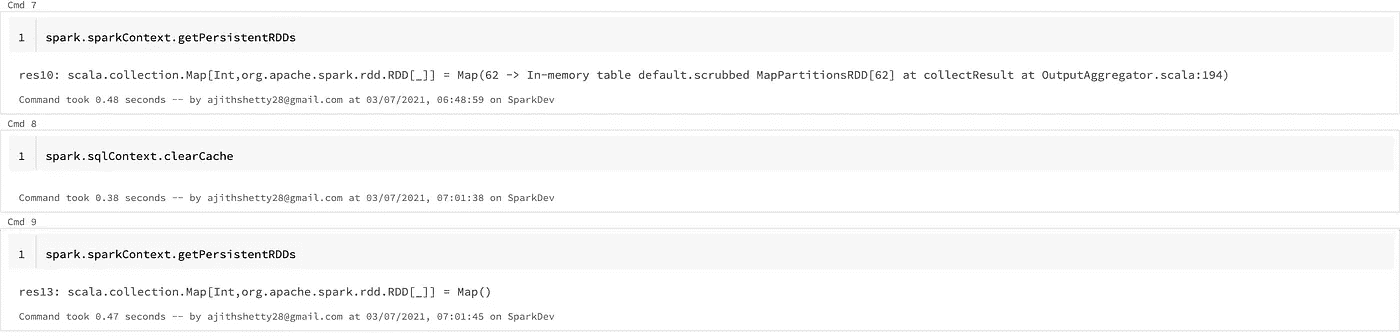 Cmd 7
1 spark.sparkContext.getPersistentRDDs
res10: scala.collection.Map[Int,org.apache.spark.rdd.RDD[_]] = Map(62 -> In-memory table default.scrubbed MapPartitionsRDD[62] at collectResult at OutputAggregator.scala:194)
Command took 0.48 seconds -- by ajithshetty28@gmail.com at 03/07/2021, 06:48:59 on SparkDev
Cmd 8
1 spark.sqlContext.clearCache
Command took 0.38 seconds -- by ajithshetty28@gmail.com at 03/07/2021, 07:01:38 on SparkDev
Cmd 9
1 spark.sparkContext.getPersistentRDDs
res13: scala.collection.Map[Int,org.apache.spark.rdd.RDD[_]] = Map()
Command took 0.47 seconds -- by ajithshetty28@gmail.com at 03/07/2021, 07:01:45 on SparkDev